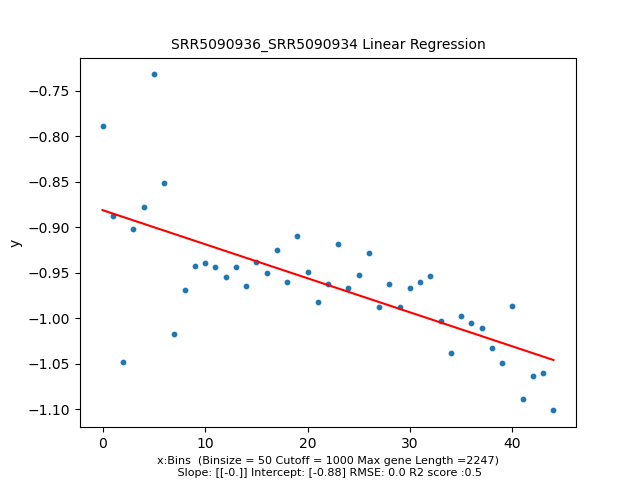 SRR5090936_SRR5090934 Linear Regression
y
−0.75
−0.80
−0.85
−0.90
−0.95
−1.00
−1.05
−1.10
0 10 20 30 40
x:Bins (Binsize = 50 Cutoff = 1000 Max gene Length =2247)
Slope: [[-0.]] Intercept: [-0.88] RMSE: 0.0 R2 score :0.5